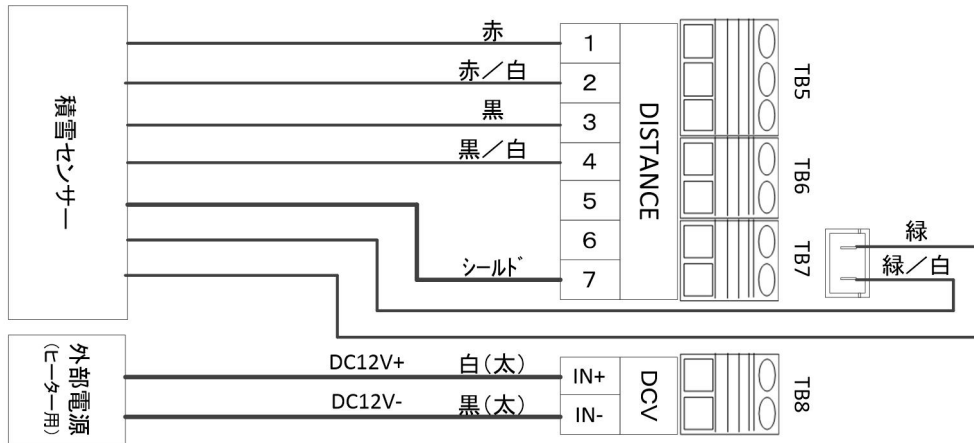 積雪センサー
赤
赤／白
黒
黒／白
シールド
1
2
3
4
5
6
7
DISTANCE
TB5
TB6
TB7
緑
緑／白
外部電源
(ヒーター用)
DC12V+
白(太)
DC12V-
黒(太)
IN+
IN-
DCV
TB8